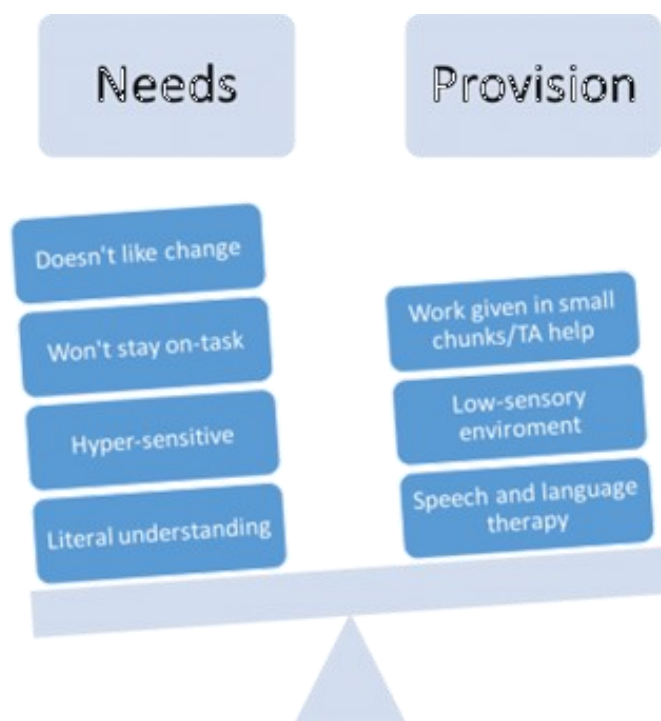 Needs
Provision
Doesn't like change
Won't stay on-task
Hyper-sensitive
Literal understanding
Work given in small
chunks/TA help
Low-sensory
enviroment
Speech and language
therapy